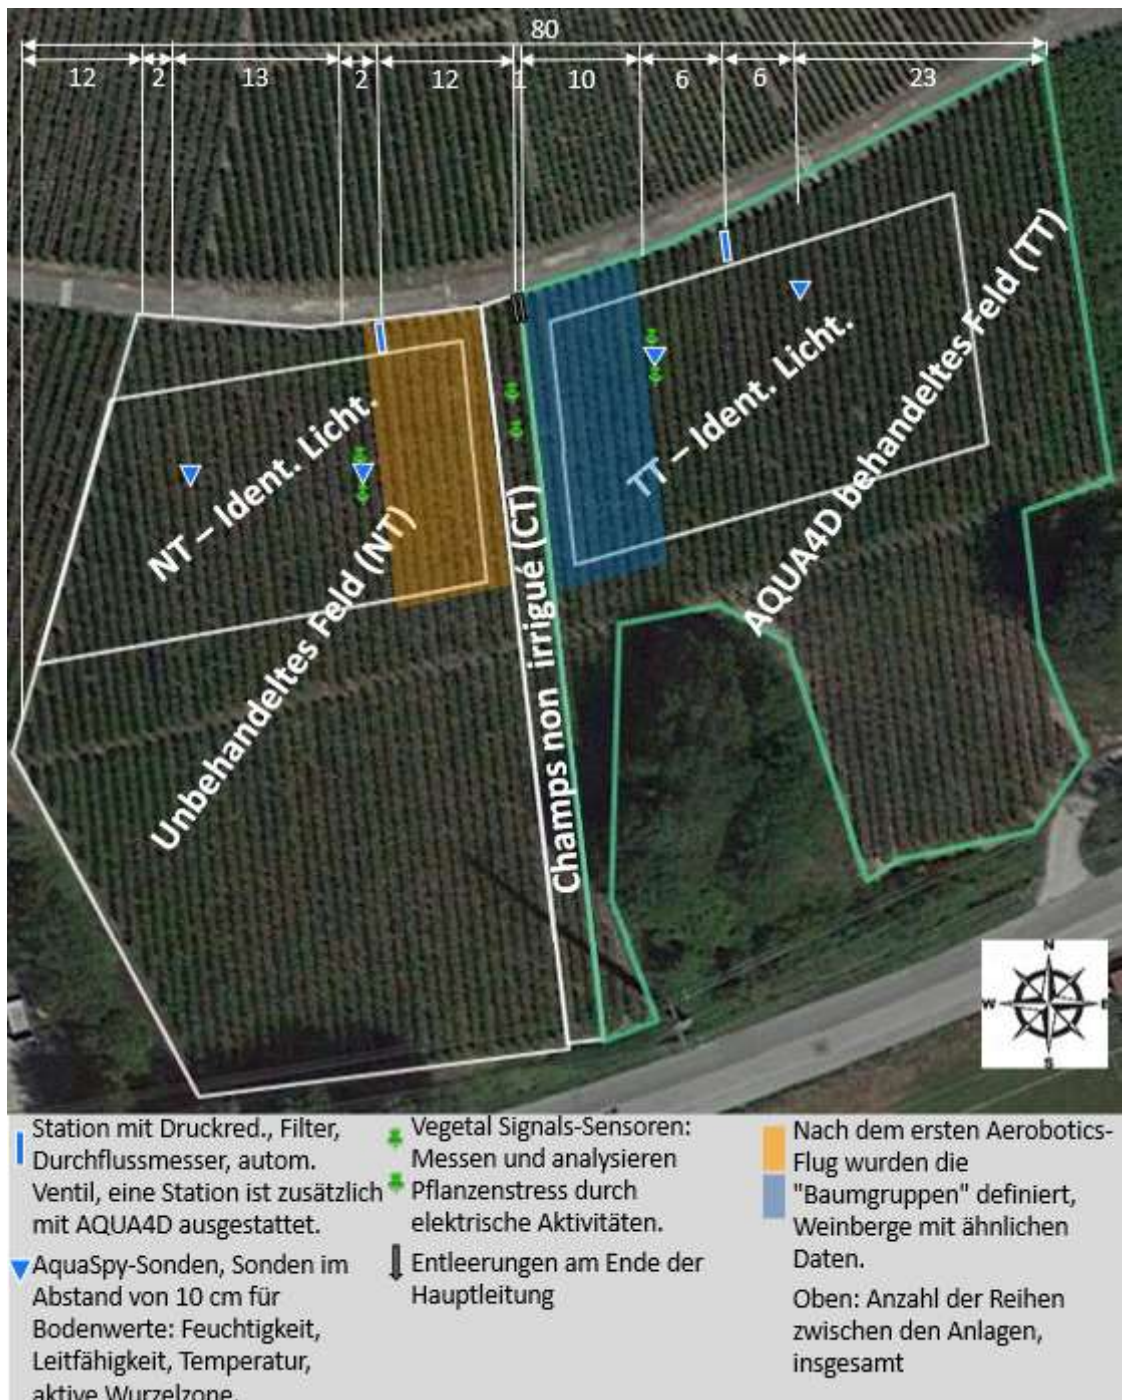 80
12 2 13 2 12 1 10 6 6 23
NT – Ident. Licht.
Unbehandeltes Feld (NT)
Champs non irrigué (CT)
TT – Ident. Licht.
AQUA4D behandeltes Feld (TT)
N
W E
S
Station mit Druckred., Filter,
Durchflussmesser, autom.
Ventil, eine Station ist zusätzlich
mit AQUA4D ausgestattet.
AquaSpy-Sonden, Sonden im
Abstand von 10 cm für
Bodenwerte: Feuchtigkeit,
Leitfähigkeit, Temperatur,
aktive Wurzelzone.
Vegetal Signals-Sensoren:
Messen und analysieren
Pflanzenstress durch
elektrische Aktivitäten.
Entleerungen am Ende der
Hauptleitung
Nach dem ersten Aerobotics-
Flug wurden die
"Baumgruppen" definiert,
Weinberge mit ähnlichen
Daten.
Oben: Anzahl der Reihen
zwischen den Anlagen,
insgesamt